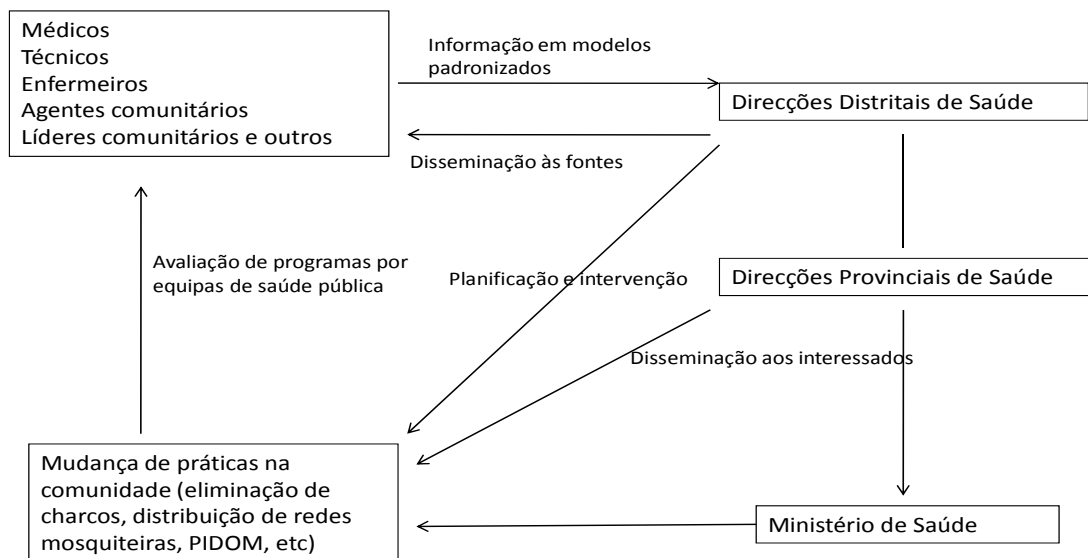 Médicos
Técnicos
Enfermeiros
Agentes comunitários
Líderes comunitários e outros
Informação em modelos
padronizados
Direcções Distritais de Saúde
Disseminação às fontes
Avaliação de programas por
equipas de saúde pública
Planificação e intervenção
Direcções Provinciais de Saúde
Disseminação aos interessados
Mudança de práticas na
comunidade (eliminação de
charcos, distribuição de redes
mosquiteiras, PIDOM, etc)
Ministério de Saúde